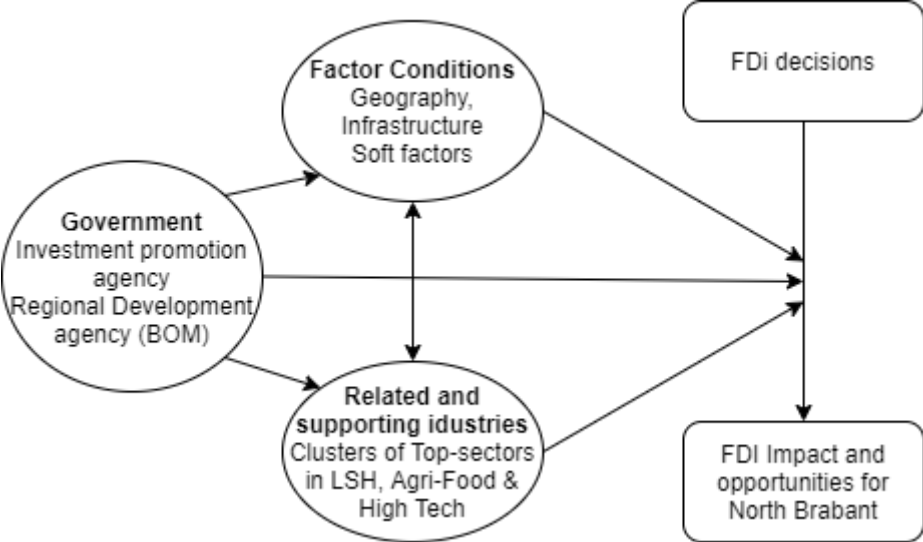 Factor Conditions
Geography,
Infrastructure
Soft factors
FDi decisions
Government
Investment promotion
agency
Regional Development
agency (BOM)
Related and
supporting idustries
Clusters of Top-sectors
in LSH, Agri-Food &
High Tech
FDI Impact and
opportunities for
North Brabant